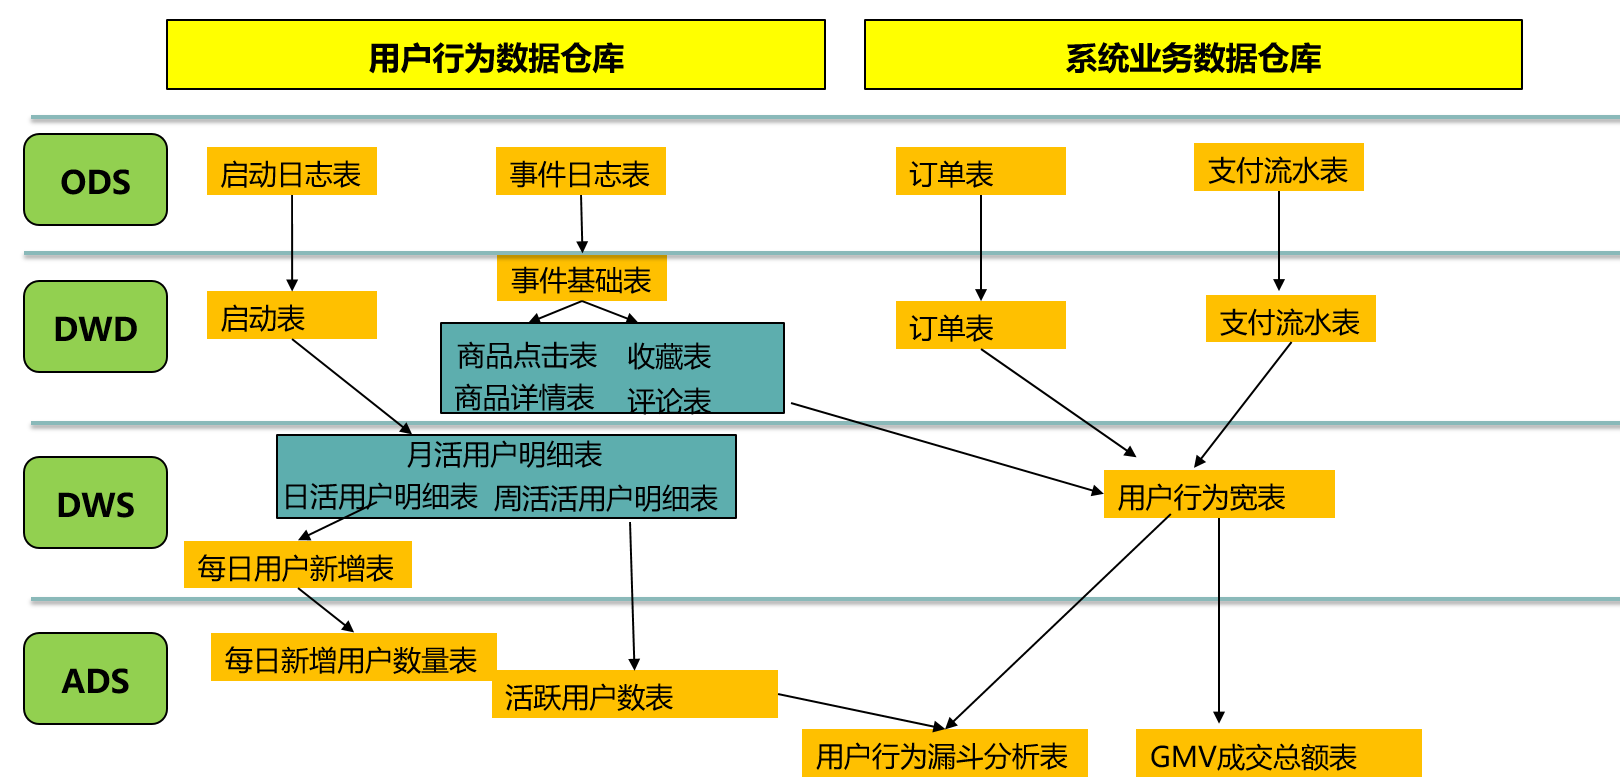 用户行为数据仓库
系统业务数据仓库
ODS
启动日志表
事件日志表
订单表
支付流水表
DWD
启动表
事件基础表
商品点击表
收藏表
商品详情表
评论表
订单表
支付流水表
DWS
月活用户明细表
日活用户明细表
周活活用户明细表
用户行为宽表
每日用户新增表
ADS
每日新增用户数量表
活跃用户数表
用户行为漏斗分析表
GMV成交总额表